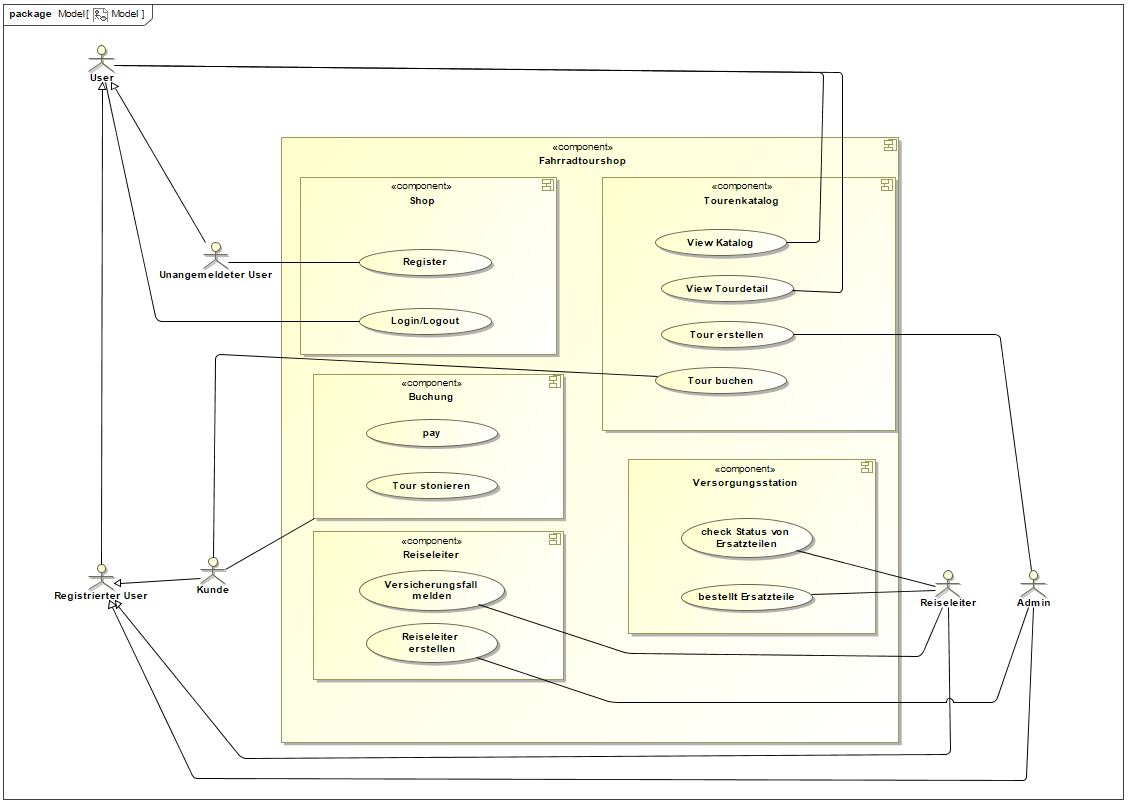 package Model[ Model ]
User
«component»
Fahrradtourshop
«component»
Shop
Register
Login/Logout
«component»
Tourenkatalog
View Katalog
View Tourdetail
Tour erstellen
Tour buchen
Unangemeldeter User
«component»
Buchung
pay
Tour stonieren
«component»
Versorgungsstation
check Status von
Ersatzteilen
bestellt Ersatzteile
«component»
Reiseleiter
Versicherungsfall
melden
Reiseleiter
erstellen
Registrierter User
Kunde
Reiseleiter
Admin